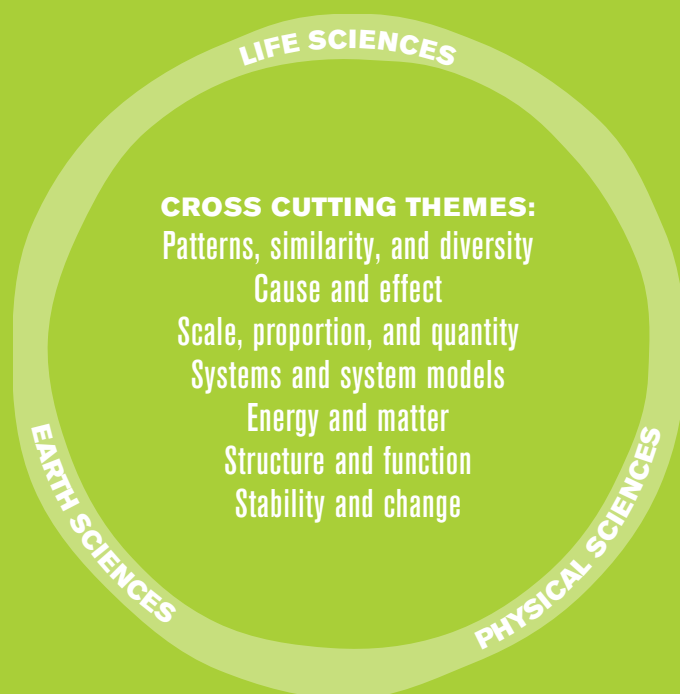 LIFE SCIENCES
CROSS CUTTING THEMES:
Patterns, similarity, and diversity
Cause and effect
Scale, proportion, and quantity
Systems and system models
Energy and matter
Structure and function
Stability and change
EARTH SCIENCES
PHYSICAL SCIENCES